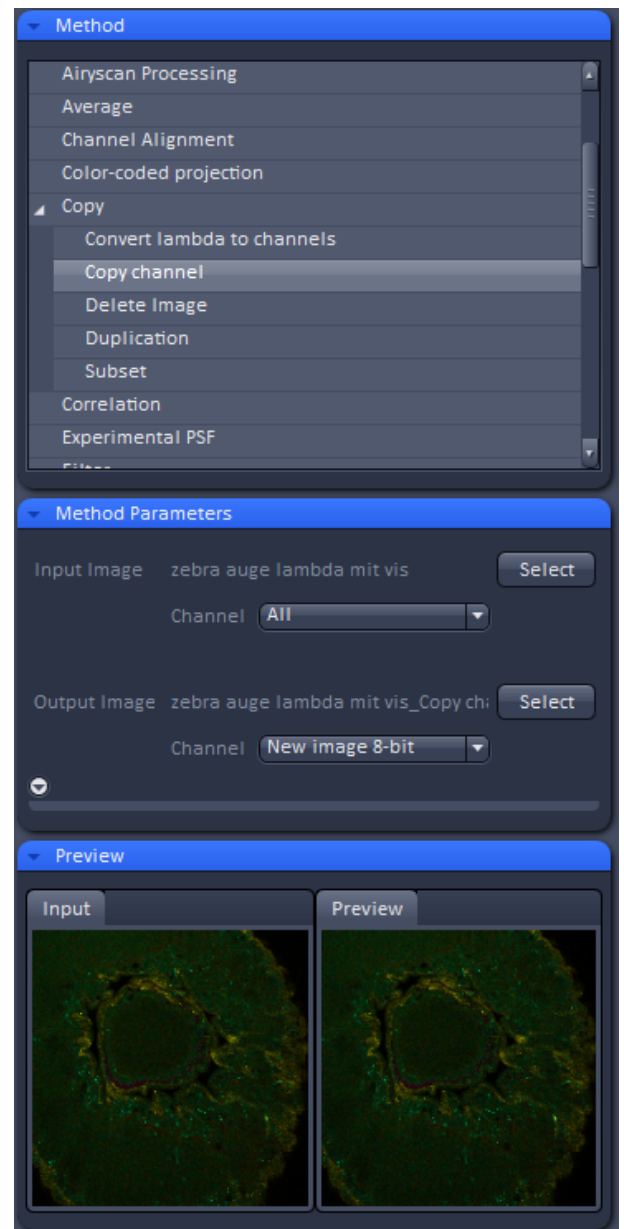 Method
Airyscan Processing
Average
Channel Alignment
Color-coded projection
Copy
Convert lambda to channels
Copy channel
Delete Image
Duplication
Subset
Correlation
Experimental PSF
Method Parameters
Input Image zebra auge lambda mit vis Select
Channel All
Output Image zebra auge lambda mit vis_Copy cha Select
Channel New image 8-bit
Preview
Input Preview